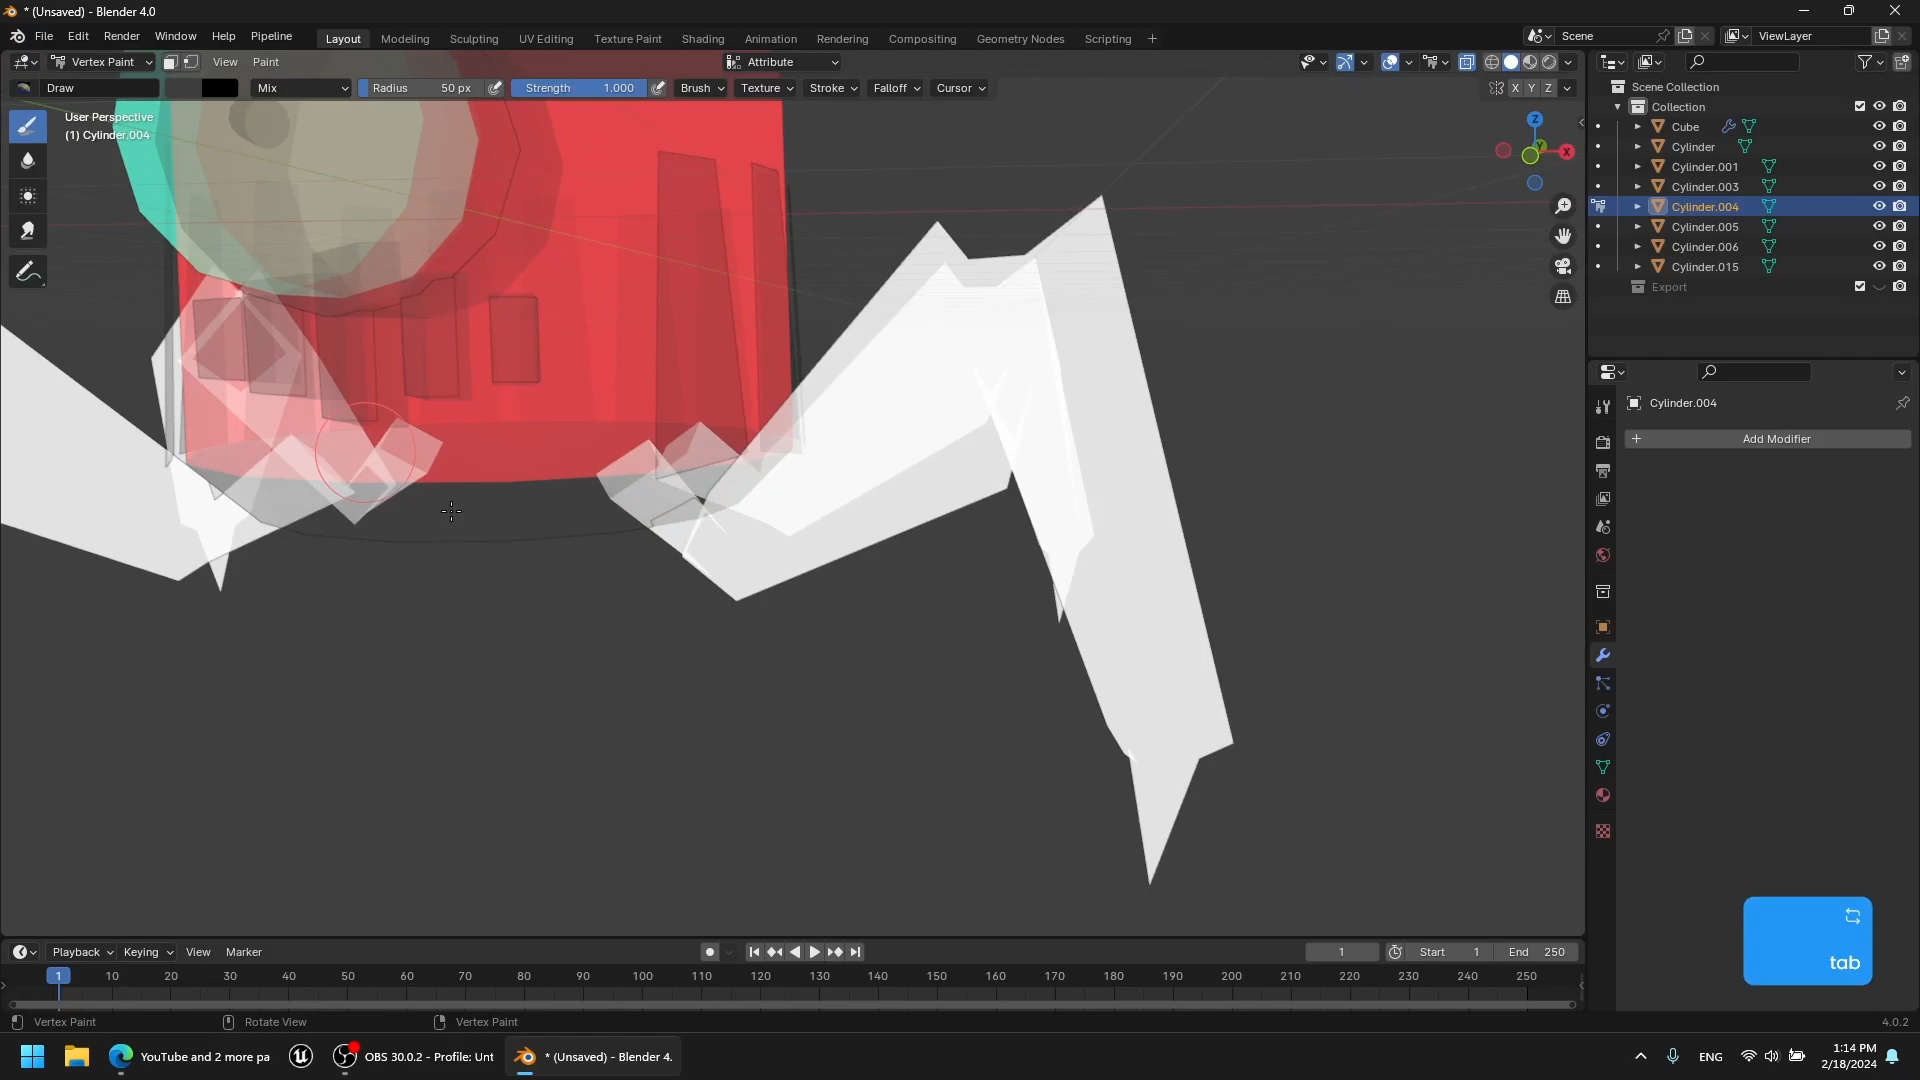 * (Unsaved) - Blender 4.0
File Edit Render Window Help Pipeline Layout Modeling Sculpting UV Editing Texture Paint Shading Animation Rendering Compositing Geometry Nodes Scripting + Scene ViewLayer
Vertex Paint View Paint Attribute
Draw Mix Radius 50 px Strength 1.000 Brush Texture Stroke Falloff Cursor X Y Z
User Perspective
(1) Cylinder.004
Z
Y
X
Scene Collection
Collection
Cube
Cylinder
Cylinder.001
Cylinder.003
Cylinder.004
Cylinder.005
Cylinder.006
Cylinder.015
Export
Cylinder.004
+ Add Modifier
tab
Playback Keying View Marker 1 Start 1 End 250
1 10 20 30 40 50 60 70 80 90 100 110 120 130 140 150 160 170 180 190 200 210 220 230 240 250
Vertex Paint Rotate View Vertex Paint 4.0.2
YouTube and 2 more pa OBS 30.0.2 - Profile: Unt * (Unsaved) - Blender 4. ENG 1:14 PM
2/18/2024